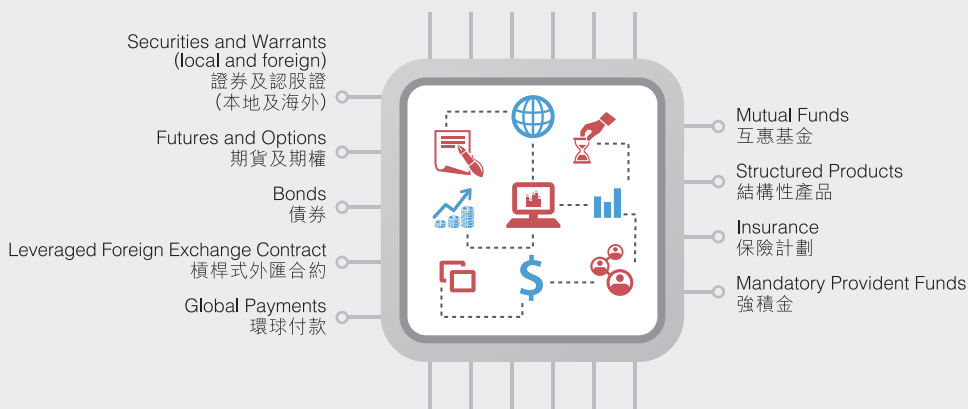 Securities and Warrants
(local and foreign)
證券及認股證
(本地及海外)
Futures and Options
期貨及期權
Bonds
債券
Leveraged Foreign Exchange Contract
槓桿式外匯合約
Global Payments
環球付款
Mutual Funds
互惠基金
Structured Products
結構性產品
Insurance
保險計劃
Mandatory Provident Funds
強積金
$